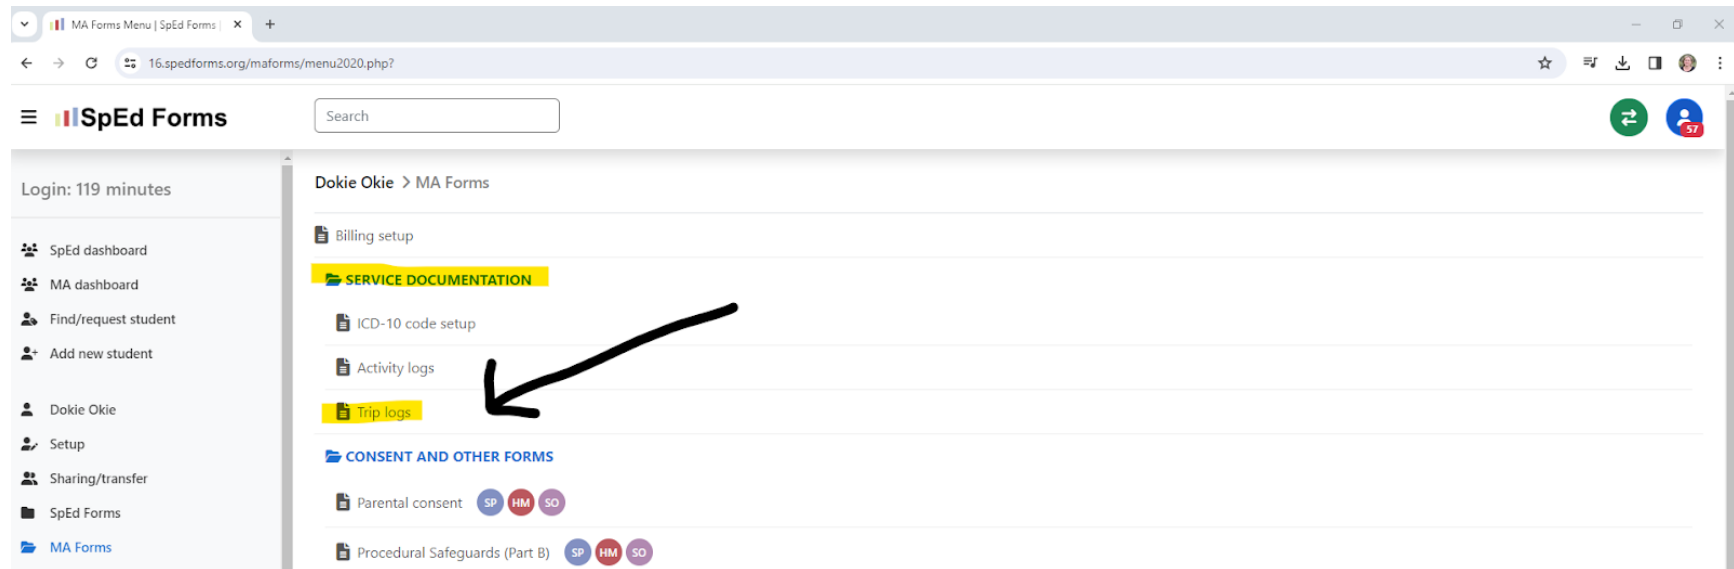 MA Forms Menu | SpEd Forms |
16.spedforms.org/maforms/menu2020.php?
SpEd Forms
Search
57
Login: 119 minutes
SpEd dashboard
MA dashboard
Find/request student
Add new student
Dokie Okie
Setup
Sharing/transfer
SpEd Forms
MA Forms
Dokie Okie > MA Forms
Billing setup
SERVICE DOCUMENTATION
ICD-10 code setup
Activity logs
Trip logs
CONSENT AND OTHER FORMS
Parental consent SP HM SO
Procedural Safeguards (Part B) SP HM SO